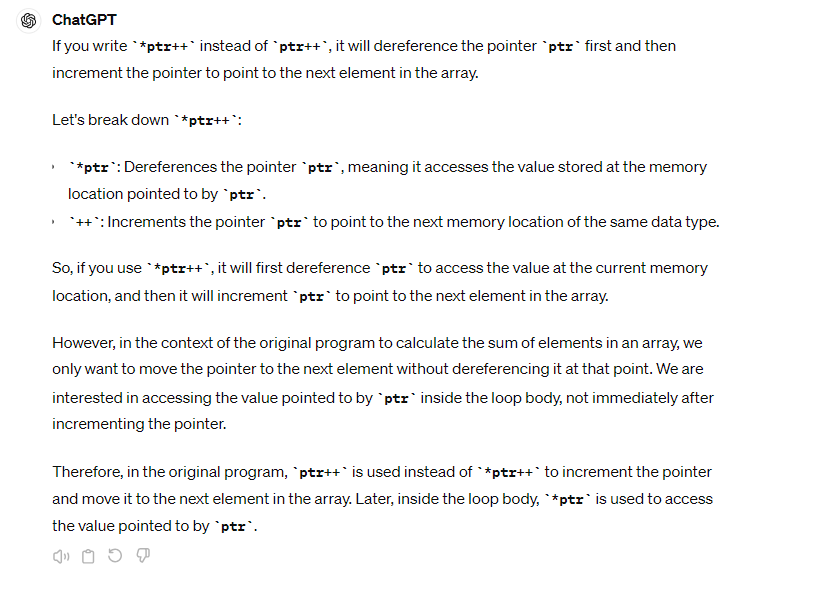 ChatGPT
If you write `*ptr++` instead of `ptr++`, it will dereference the pointer `ptr` first and then
increment the pointer to point to the next element in the array.
Let's break down `*ptr++`:
`*ptr`: Dereferences the pointer `ptr`, meaning it accesses the value stored at the memory
location pointed to by `ptr`.
`++`: Increments the pointer `ptr` to point to the next memory location of the same data type.
So, if you use `*ptr++`, it will first dereference `ptr` to access the value at the current memory
location, and then it will increment `ptr` to point to the next element in the array.
However, in the context of the original program to calculate the sum of elements in an array, we
only want to move the pointer to the next element without dereferencing it at that point. We are
interested in accessing the value pointed to by `ptr` inside the loop body, not immediately after
incrementing the pointer.
Therefore, in the original program, `ptr++` is used instead of `*ptr++` to increment the pointer
and move it to the next element in the array. Later, inside the loop body, `*ptr` is used to access
the value pointed to by `ptr`.